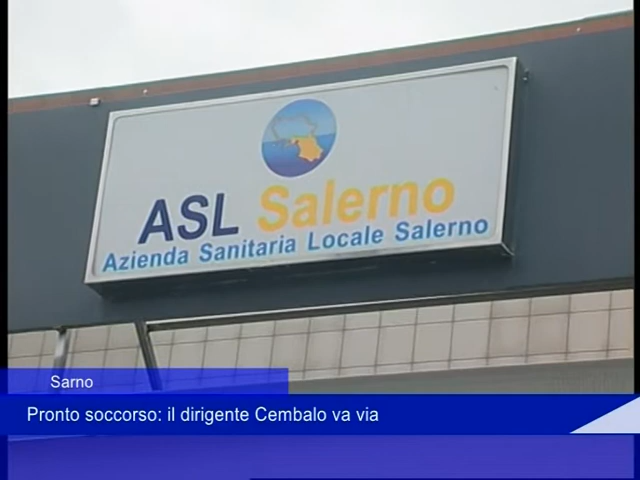 ASL Salerno
Azienda Sanitaria Locale Salerno
Sarno
Pronto soccorso: il dirigente Cembalo va via